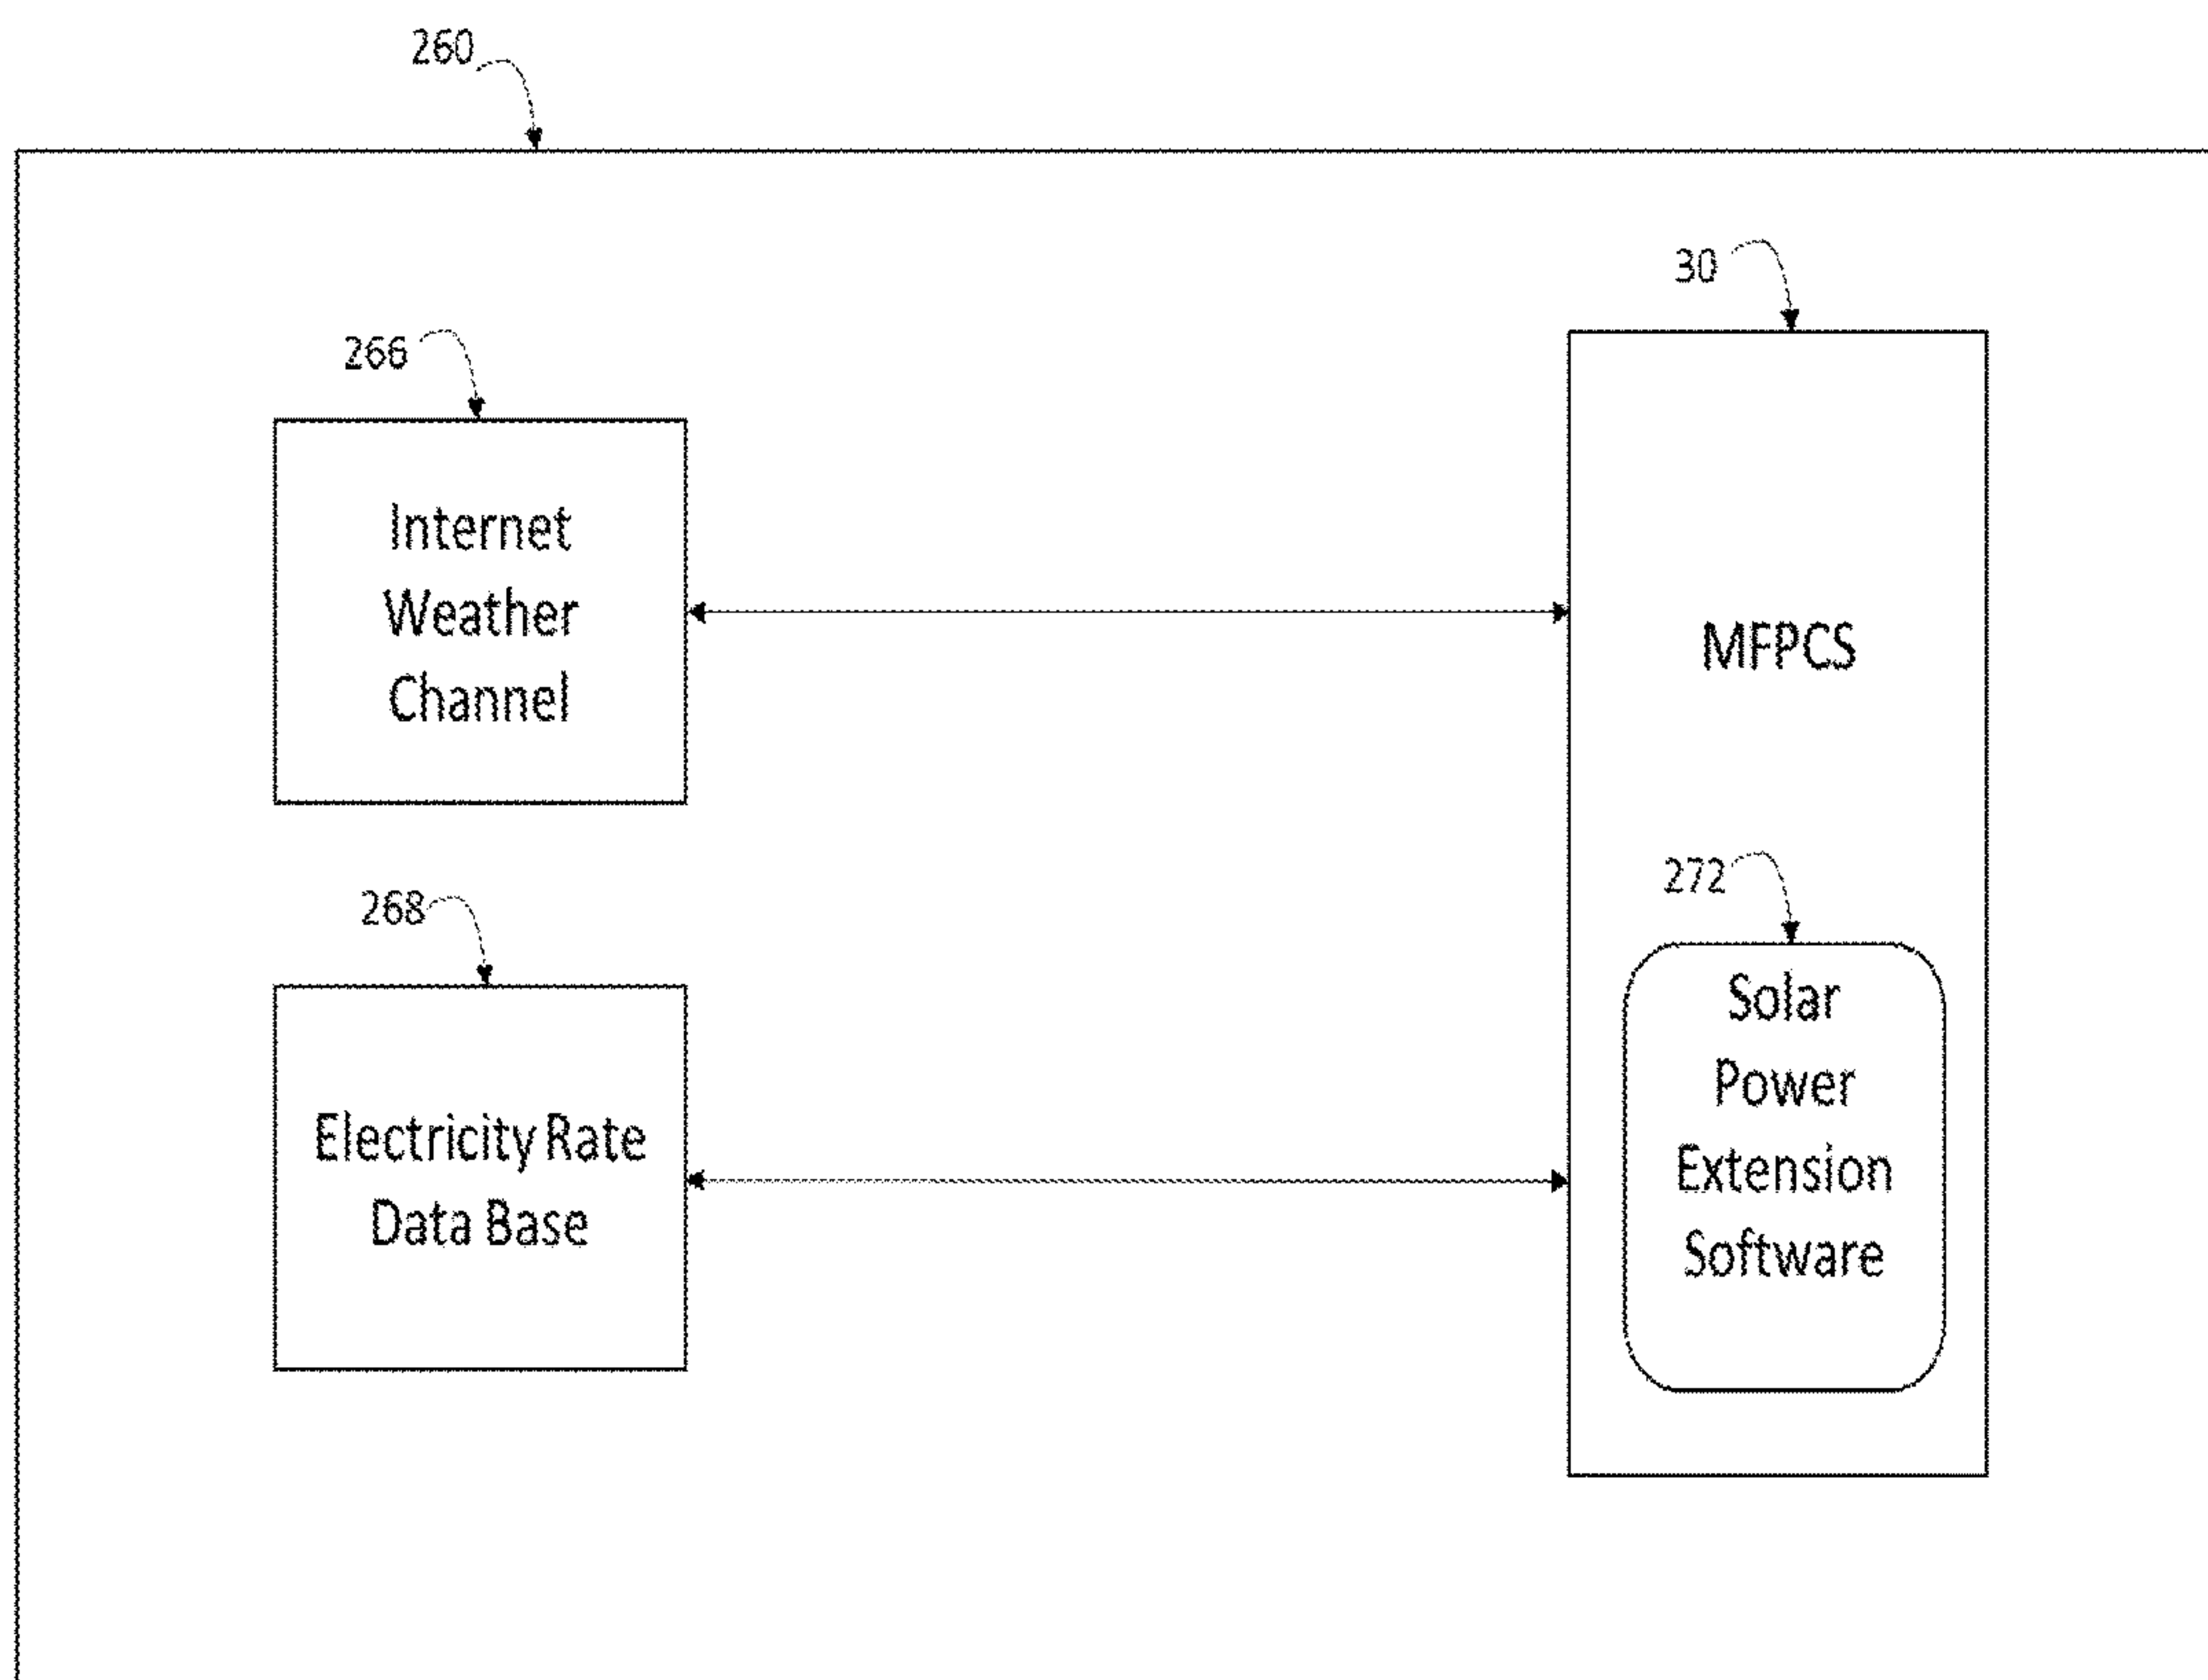 260
30
266
Internet
Weather
Channel
MFPCS
272
268
Solar
Power
Extension
Software
Electricity Rate
Data Base